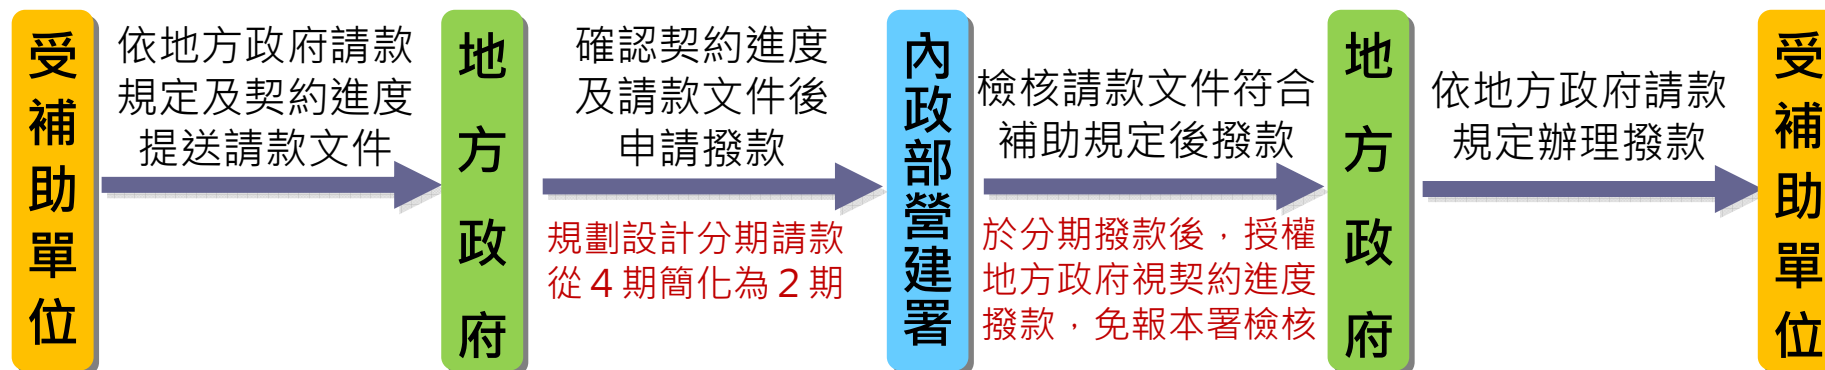 受補助單位
依地方政府請款
規定及契約進度
提送請款文件
地方政府
確認契約進度
及請款文件後
申請撥款
規劃設計分期請款
從4期簡化為2期
內政部營建署
檢核請款文件符合
補助規定後撥款
於分期撥款後，授權
地方政府視契約進度
撥款，免報本署檢核
地方政府
依地方政府請款
規定辦理撥款
受補助單位